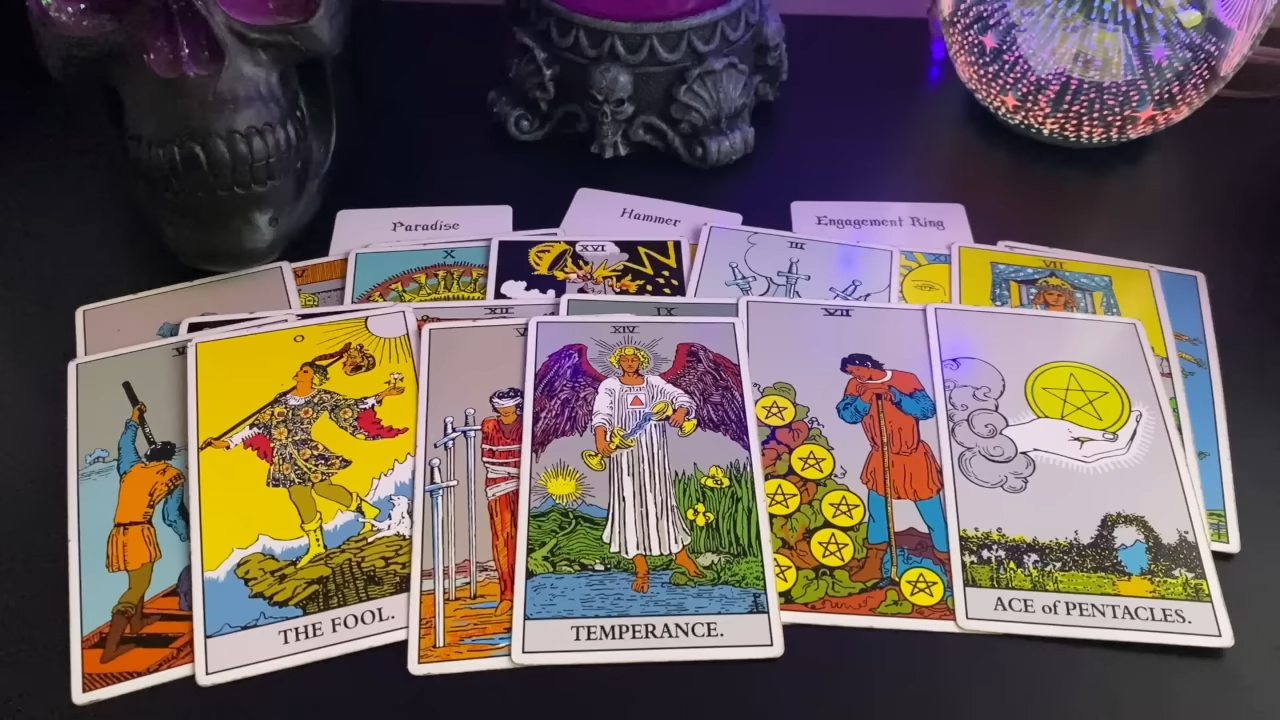 Paradise
Hammer
Engagement Ring
X
XVI
III
VII
XII
IX
XIV
VII
THE FOOL.
TEMPERANCE.
ACE of PENTACLES.